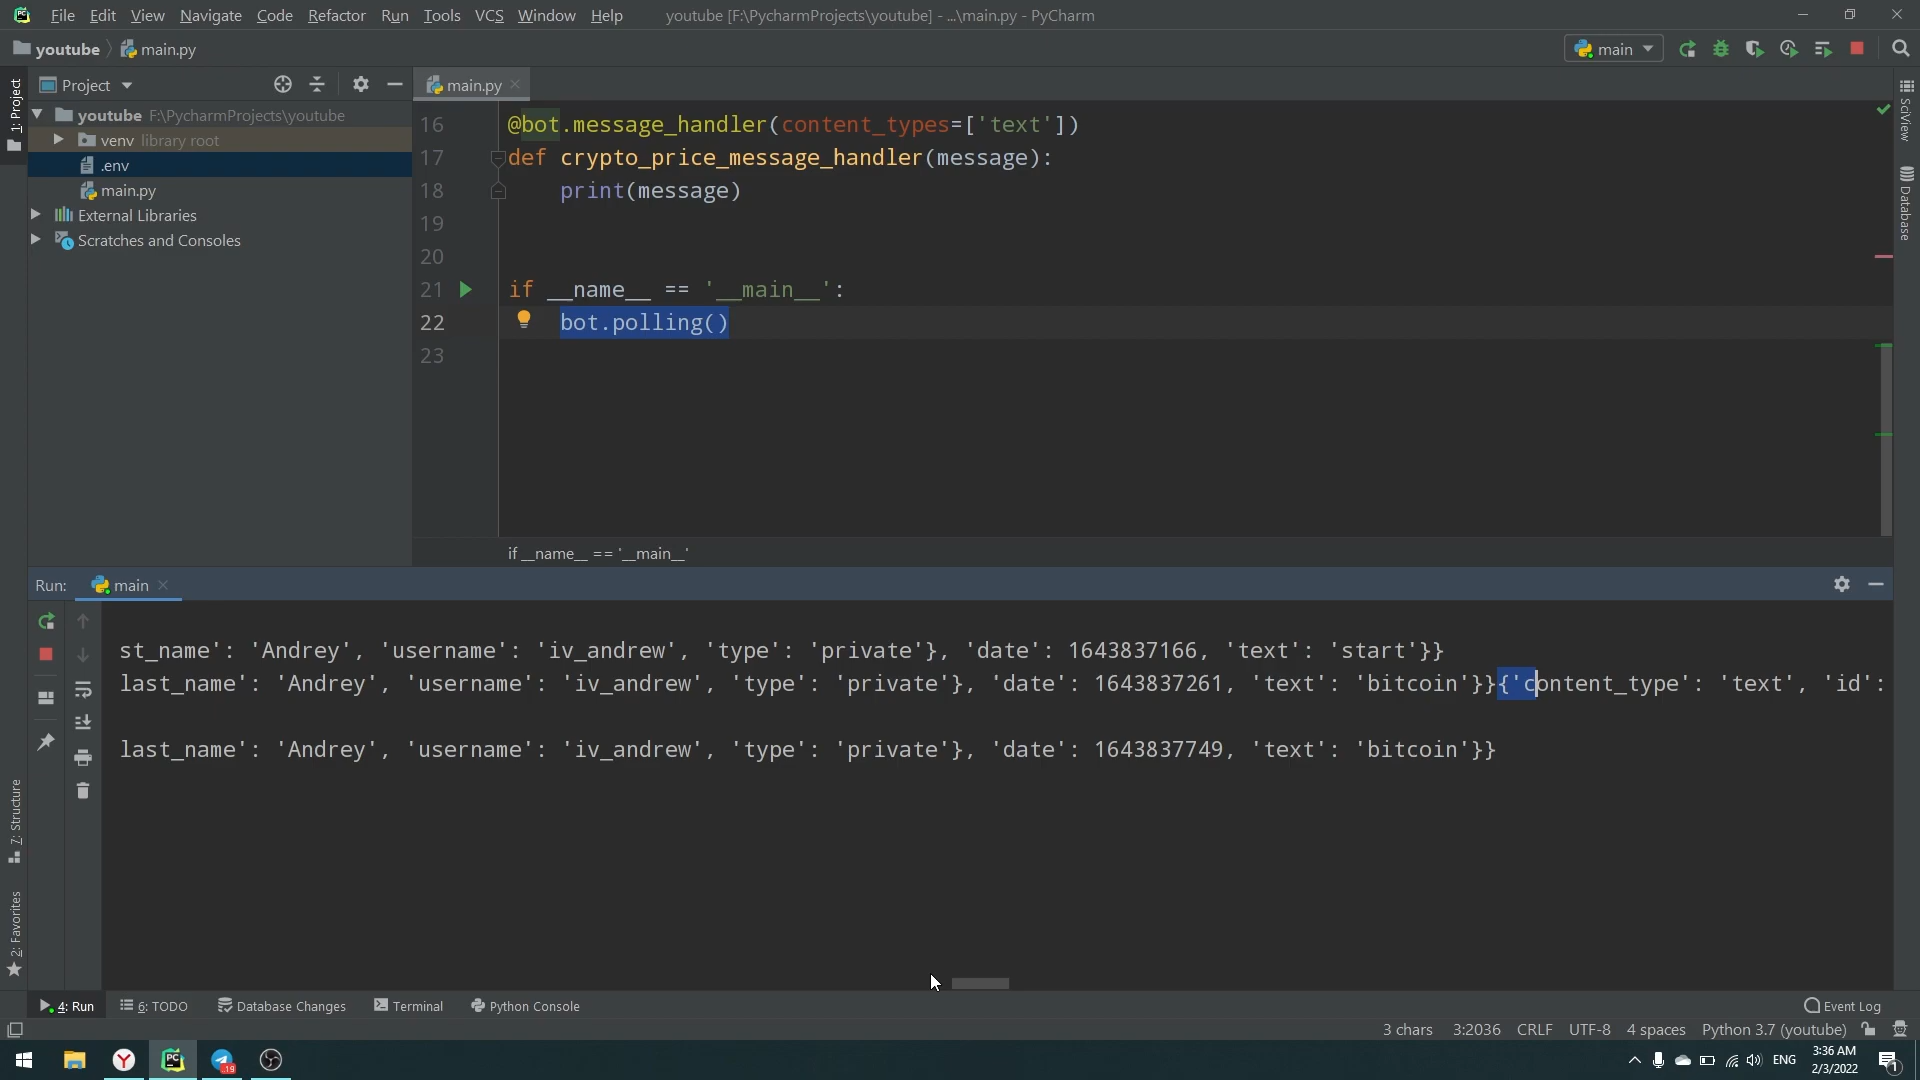 File Edit View Navigate Code Refactor Run Tools VCS Window Help youtube [F:\PycharmProjects\youtube] - ...\main.py - PyCharm
youtube main.py main
1: Project
Project
main.py
youtube F:\PycharmProjects\youtube
venv library root
.env
main.py
External Libraries
Scratches and Consoles
16 @bot.message_handler(content_types=['text'])
17 def crypto_price_message_handler(message):
18 print(message)
19
20
21 if __name__ == '__main__':
22 bot.polling()
23
if __name__ == '__main__'
SciView
Database
Run: main
st_name': 'Andrey', 'username': 'iv_andrew', 'type': 'private'}, 'date': 1643837166, 'text': 'start'}}
last_name': 'Andrey', 'username': 'iv_andrew', 'type': 'private'}, 'date': 1643837261, 'text': 'bitcoin'}}{'content_type': 'text', 'id':
last_name': 'Andrey', 'username': 'iv_andrew', 'type': 'private'}, 'date': 1643837749, 'text': 'bitcoin'}}
7: Structure
2: Favorites
4: Run 6: TODO Database Changes Terminal Python Console Event Log
3 chars 3:2036 CRLF UTF-8 4 spaces Python 3.7 (youtube)
PC
Y
19
ENG
3:36 AM
2/3/2022
1